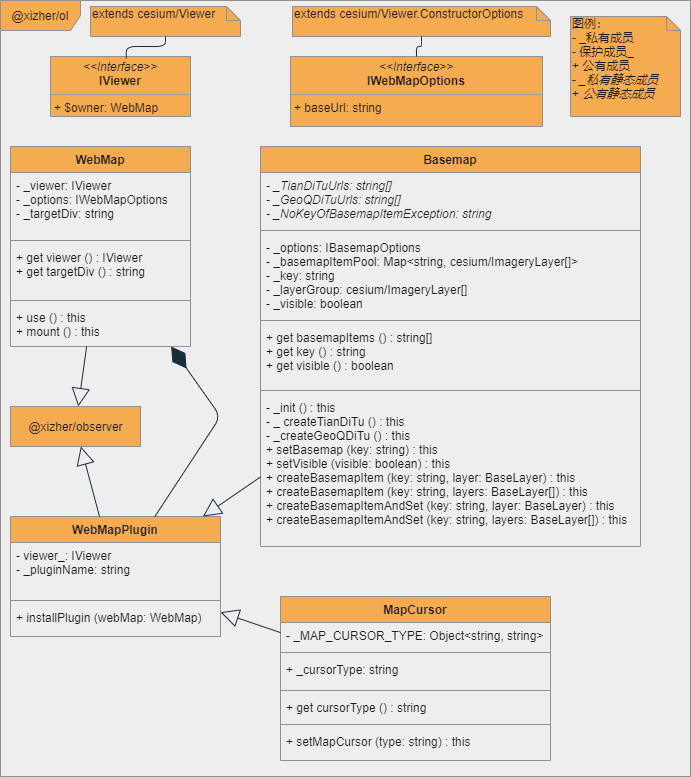 @xizher/ol
extends cesium/Viewer
extends cesium/Viewer.ConstructorOptions
图例：
- _私有成员
- 保护成员_
+ 公有成员
- _私有静态成员
+ 公有静态成员
<<Interface>>
IViewer
+ $owner: WebMap
<<Interface>>
IWebMapOptions
+ baseUrl: string
WebMap
- _viewer: IViewer
- _options: IWebMapOptions
- _targetDiv: string
+ get viewer () : IViewer
+ get targetDiv () : string
+ use () : this
+ mount () : this
Basemap
- _TianDiTuUrls: string[]
- _GeoQDiTuUrls: string[]
- _NoKeyOfBasemapItemException: string
- _options: IBasemapOptions
- _basemapItemPool: Map<string, cesium/ImageryLayer[]>
- _key: string
- _layerGroup: cesium/ImageryLayer[]
- _visible: boolean
+ get basemapItems () : string[]
+ get key () : string
+ get visible () : boolean
- _init () : this
- _ createTianDiTu () : this
- _createGeoQDiTu () : this
+ setBasemap (key: string) : this
+ setVisible (visible: boolean) : this
+ createBasemapItem (key: string, layer: BaseLayer) : this
+ createBasemapItem (key: string, layers: BaseLayer[]) : this
+ createBasemapItemAndSet (key: string, layer: BaseLayer) : this
+ createBasemapItemAndSet (key: string, layers: BaseLayer[]) : this
@xizher/observer
WebMapPlugin
- viewer_: IViewer
- _pluginName: string
+ installPlugin (webMap: WebMap)
MapCursor
- _MAP_CURSOR_TYPE: Object<string, string>
+ _cursorType: string
+ get cursorType () : string
+ setMapCursor (type: string) : this